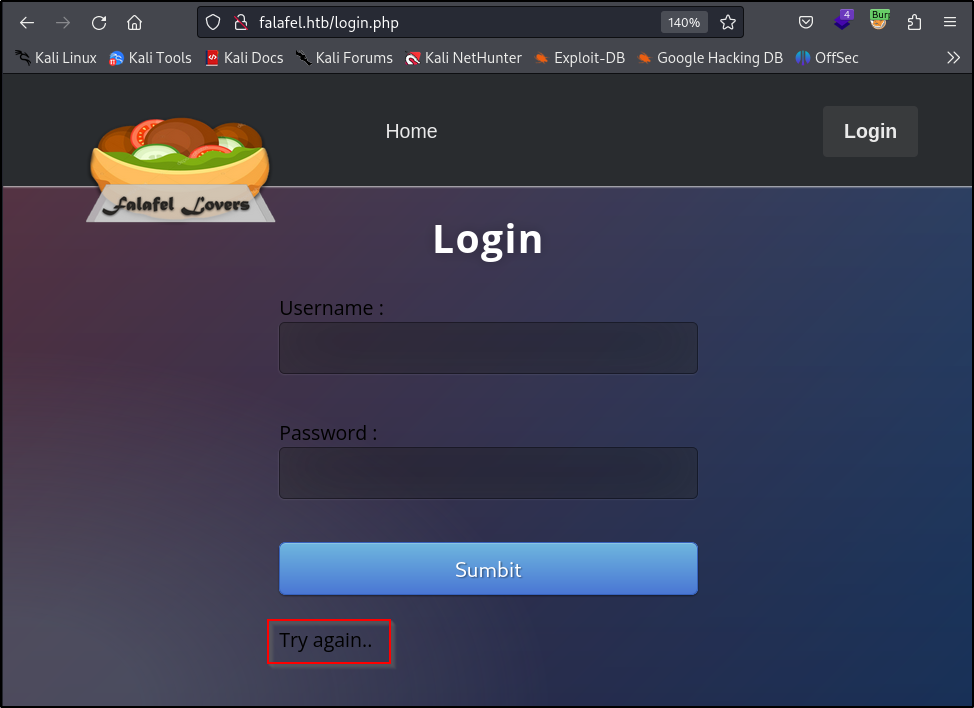 falafel.htb/login.php 140% 4 Bur
Kali Linux Kali Tools Kali Docs Kali Forums Kali NetHunter Exploit-DB Google Hacking DB OffSec
Home Login
Falafel Lovers
Login
Username :
Password :
Sumbit
Try again..